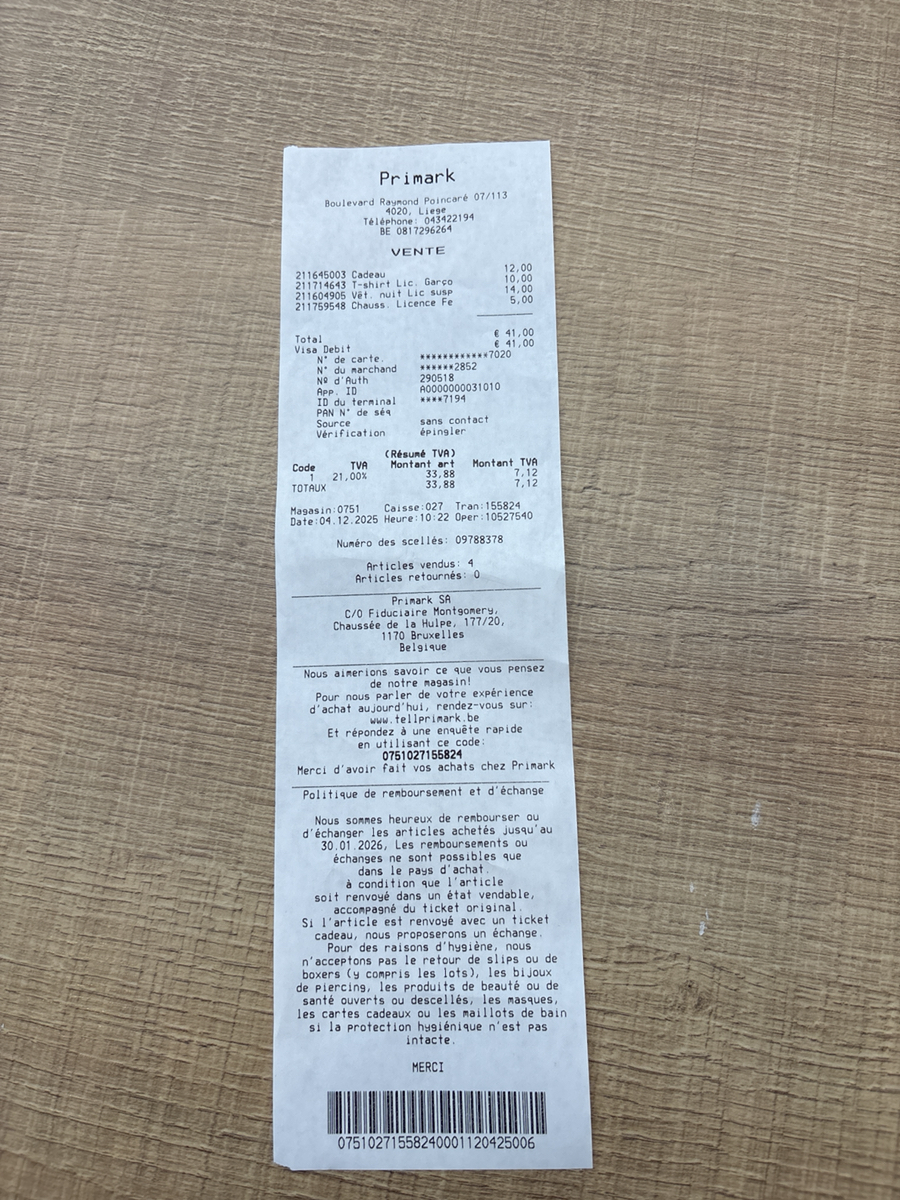 Primark
Boulevard Raymond Poincaré 07/113
4020, Liege
Téléphone: 043422194
BE 0817296264
VENTE
211645003 Cadeau 12,00
211714643 T-shirt Lic. Garço 10,00
211604905 Vêt. nuit Lic susp 14,00
211759548 Chauss. Licence Fe 5,00
Total € 41,00
Visa Debit € 41,00
N° de carte. ************7020
N° du marchand ******2852
Nº d'Auth 290518
App. ID A0000000031010
ID du terminal ****7194
PAN N° de séq
Source sans contact
Vérification épingler
(Résumé TVA)
Code TVA Montant art Montant TVA
1 21,00% 33,88 7,12
TOTAUX 33,88 7,12
Magasin:0751 Caisse:027 Tran:155824
Date:04.12.2025 Heure:10:22 Oper:10527540
Numéro des scellés: 09788378
Articles vendus: 4
Articles retournés: 0
Primark SA
C/O Fiduciaire Montgomery,
Chaussée de la Hulpe, 177/20,
1170 Bruxelles
Belgique
Nous aimerions savoir ce que vous pensez
de notre magasin!
Pour nous parler de votre expérience
d'achat aujourd'hui, rendez-vous sur:
www.tellprimark.be
Et répondez à une enquête rapide
en utilisant ce code:
0751027155824
Merci d'avoir fait vos achats chez Primark
Politique de remboursement et d'échange
Nous sommes heureux de rembourser ou
d'échanger les articles achetés jusqu'au
30.01.2026, Les remboursements ou
échanges ne sont possibles que
dans le pays d'achat.
à condition que l'article
soit renvoyé dans un état vendable,
accompagné du ticket original.
Si l'article est renvoyé avec un ticket
cadeau, nous proposerons un échange.
Pour des raisons d'hygiène, nous
n'acceptons pas le retour de slips ou de
boxers (y compris les lots), les bijoux
de piercing, les produits de beauté ou de
santé ouverts ou descellés, les masques,
les cartes cadeaux ou les maillots de bain
si la protection hygiénique n'est pas
intacte.
MERCI
07510271558240001120425006